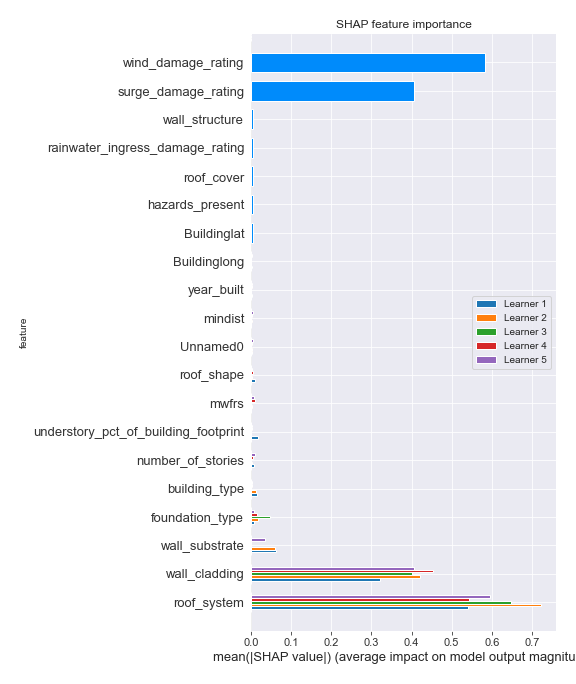 SHAP feature importance
wind_damage_rating
surge_damage_rating
wall_structure
rainwater_ingress_damage_rating
roof_cover
hazards_present
Buildinglat
Buildinglong
year_built
mindist
Unnamed0
roof_shape
mwfrs
understory_pct_of_building_footprint
number_of_stories
building_type
foundation_type
wall_substrate
wall_cladding
roof_system
feature
Learner 1
Learner 2
Learner 3
Learner 4
Learner 5
0.0 0.1 0.2 0.3 0.4 0.5 0.6 0.7
mean(|SHAP value|) (average impact on model output magnitu